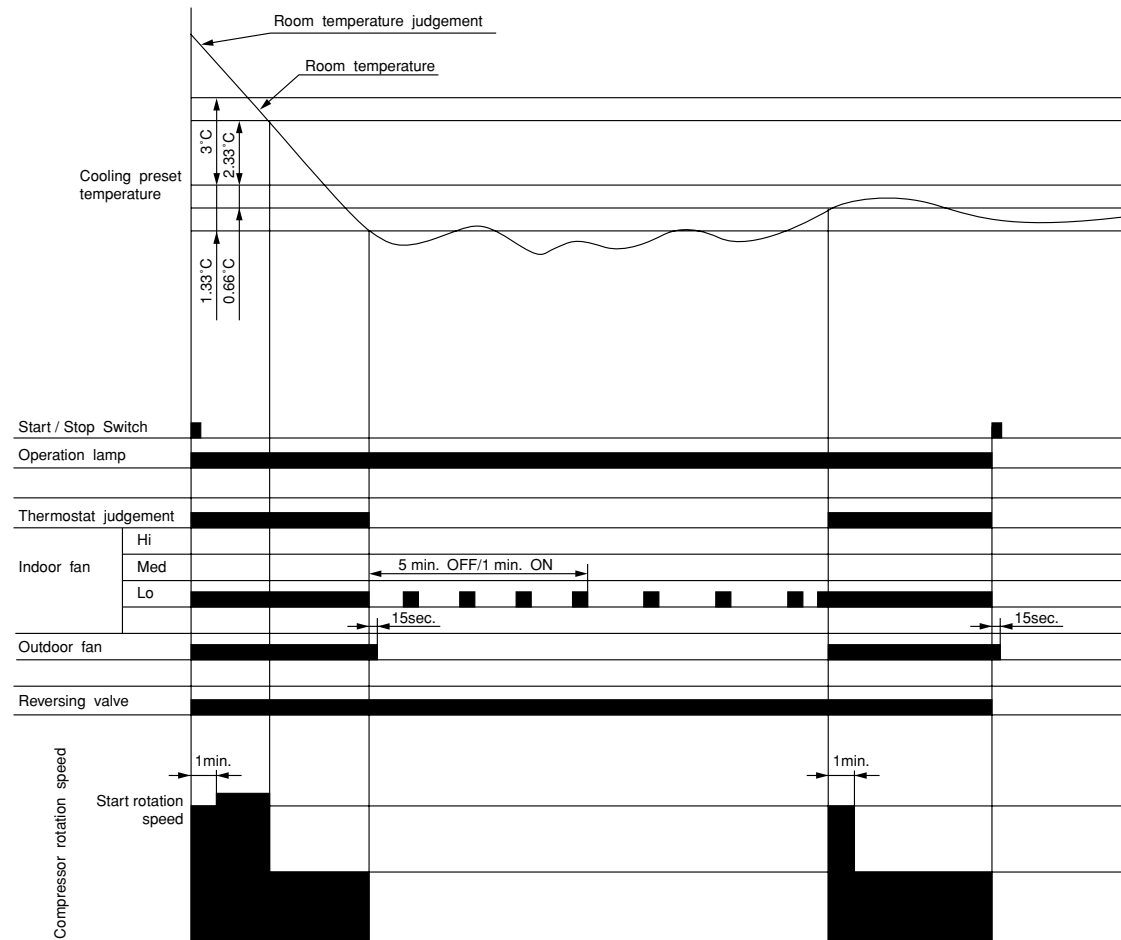 Room temperature judgement
Room temperature
3°C
2.33°C
Cooling preset
temperature
1.33°C
0.66°C
Start / Stop Switch
Operation lamp
Thermostat judgement
Hi
Indoor fan
Med
5 min. OFF/1 min. ON
Lo
15sec.
15sec.
Outdoor fan
Reversing valve
Compressor rotation speed
1min.
1min.
Start rotation
speed